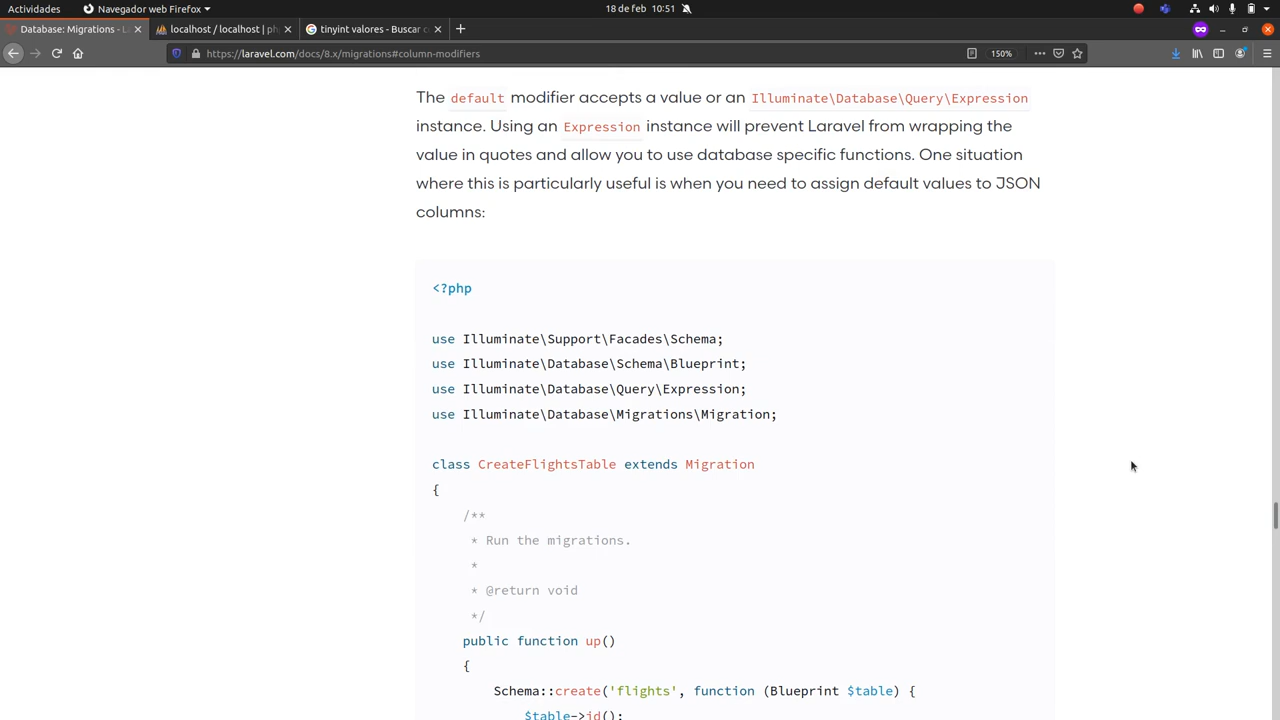 Actividades Navegador web Firefox 18 de feb 10:51
Database: Migrations - La localhost / localhost | ph tinyint valores - Buscar c
https://laravel.com/docs/8.x/migrations#column-modifiers 150%
The default modifier accepts a value or an Illuminate\Database\Query\Expression
instance. Using an Expression instance will prevent Laravel from wrapping the
value in quotes and allow you to use database specific functions. One situation
where this is particularly useful is when you need to assign default values to JSON
columns:
<?php
use Illuminate\Support\Facades\Schema;
use Illuminate\Database\Schema\Blueprint;
use Illuminate\Database\Query\Expression;
use Illuminate\Database\Migrations\Migration;
class CreateFlightsTable extends Migration
{
/**
* Run the migrations.
*
* @return void
*/
public function up()
{
Schema::create('flights', function (Blueprint $table) {
$table->id();